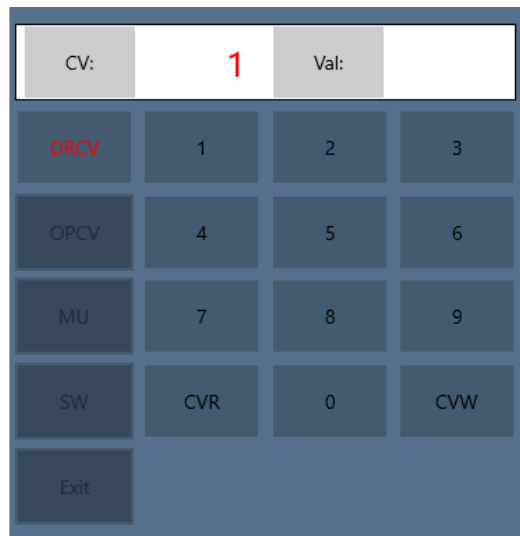 CV: 1 Val:
DRCV 1 2 3
OPCV 4 5 6
MU 7 8 9
SW CVR 0 CVW
Exit